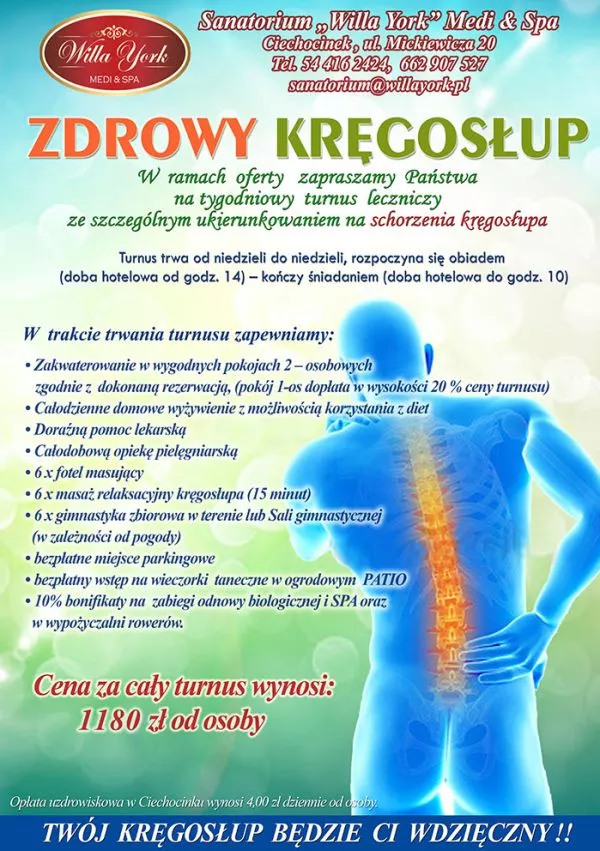 Willa York
MEDI & SPA
Sanatorium „Willa York” Medi & Spa
Ciechocinek , ul. Mickiewicza 20
Tel. 54 416 2424, 662 907 527
sanatorium@willayork.pl
ZDROWY KRĘGOSŁUP
W ramach oferty zapraszamy Państwa
na tygodniowy turnus leczniczy
ze szczególnym ukierunkowaniem na schorzenia kręgosłupa
Turnus trwa od niedzieli do niedzieli, rozpoczyna się obiadem
(doba hotelowa od godz. 14) – kończy śniadaniem (doba hotelowa do godz. 10)
W trakcie trwania turnusu zapewniamy:
• Zakwaterowanie w wygodnych pokojach 2 – osobowych
zgodnie z dokonaną rezerwacją, (pokój 1-os dopłata w wysokości 20 % ceny turnusu)
• Całodzienne domowe wyżywienie z możliwością korzystania z diet
• Doraźną pomoc lekarską
• Całodobową opiekę pielęgniarską
• 6 x fotel masujący
• 6 x masaż relaksacyjny kręgosłupa (15 minut)
• 6 x gimnastyka zbiorowa w terenie lub Sali gimnastycznej
(w zależności od pogody)
• bezpłatne miejsce parkingowe
• bezpłatny wstęp na wieczorki taneczne w ogrodowym PATIO
• 10% bonifikaty na zabiegi odnowy biologicznej i SPA oraz
w wypożyczalni rowerów.
Cena za cały turnus wynosi:
1180 zł od osoby
Opłata uzdrowiskowa w Ciechocinku wynosi 4,00 zł dziennie od osoby.
TWÓJ KRĘGOSŁUP BĘDZIE CI WDZIĘCZNY !!